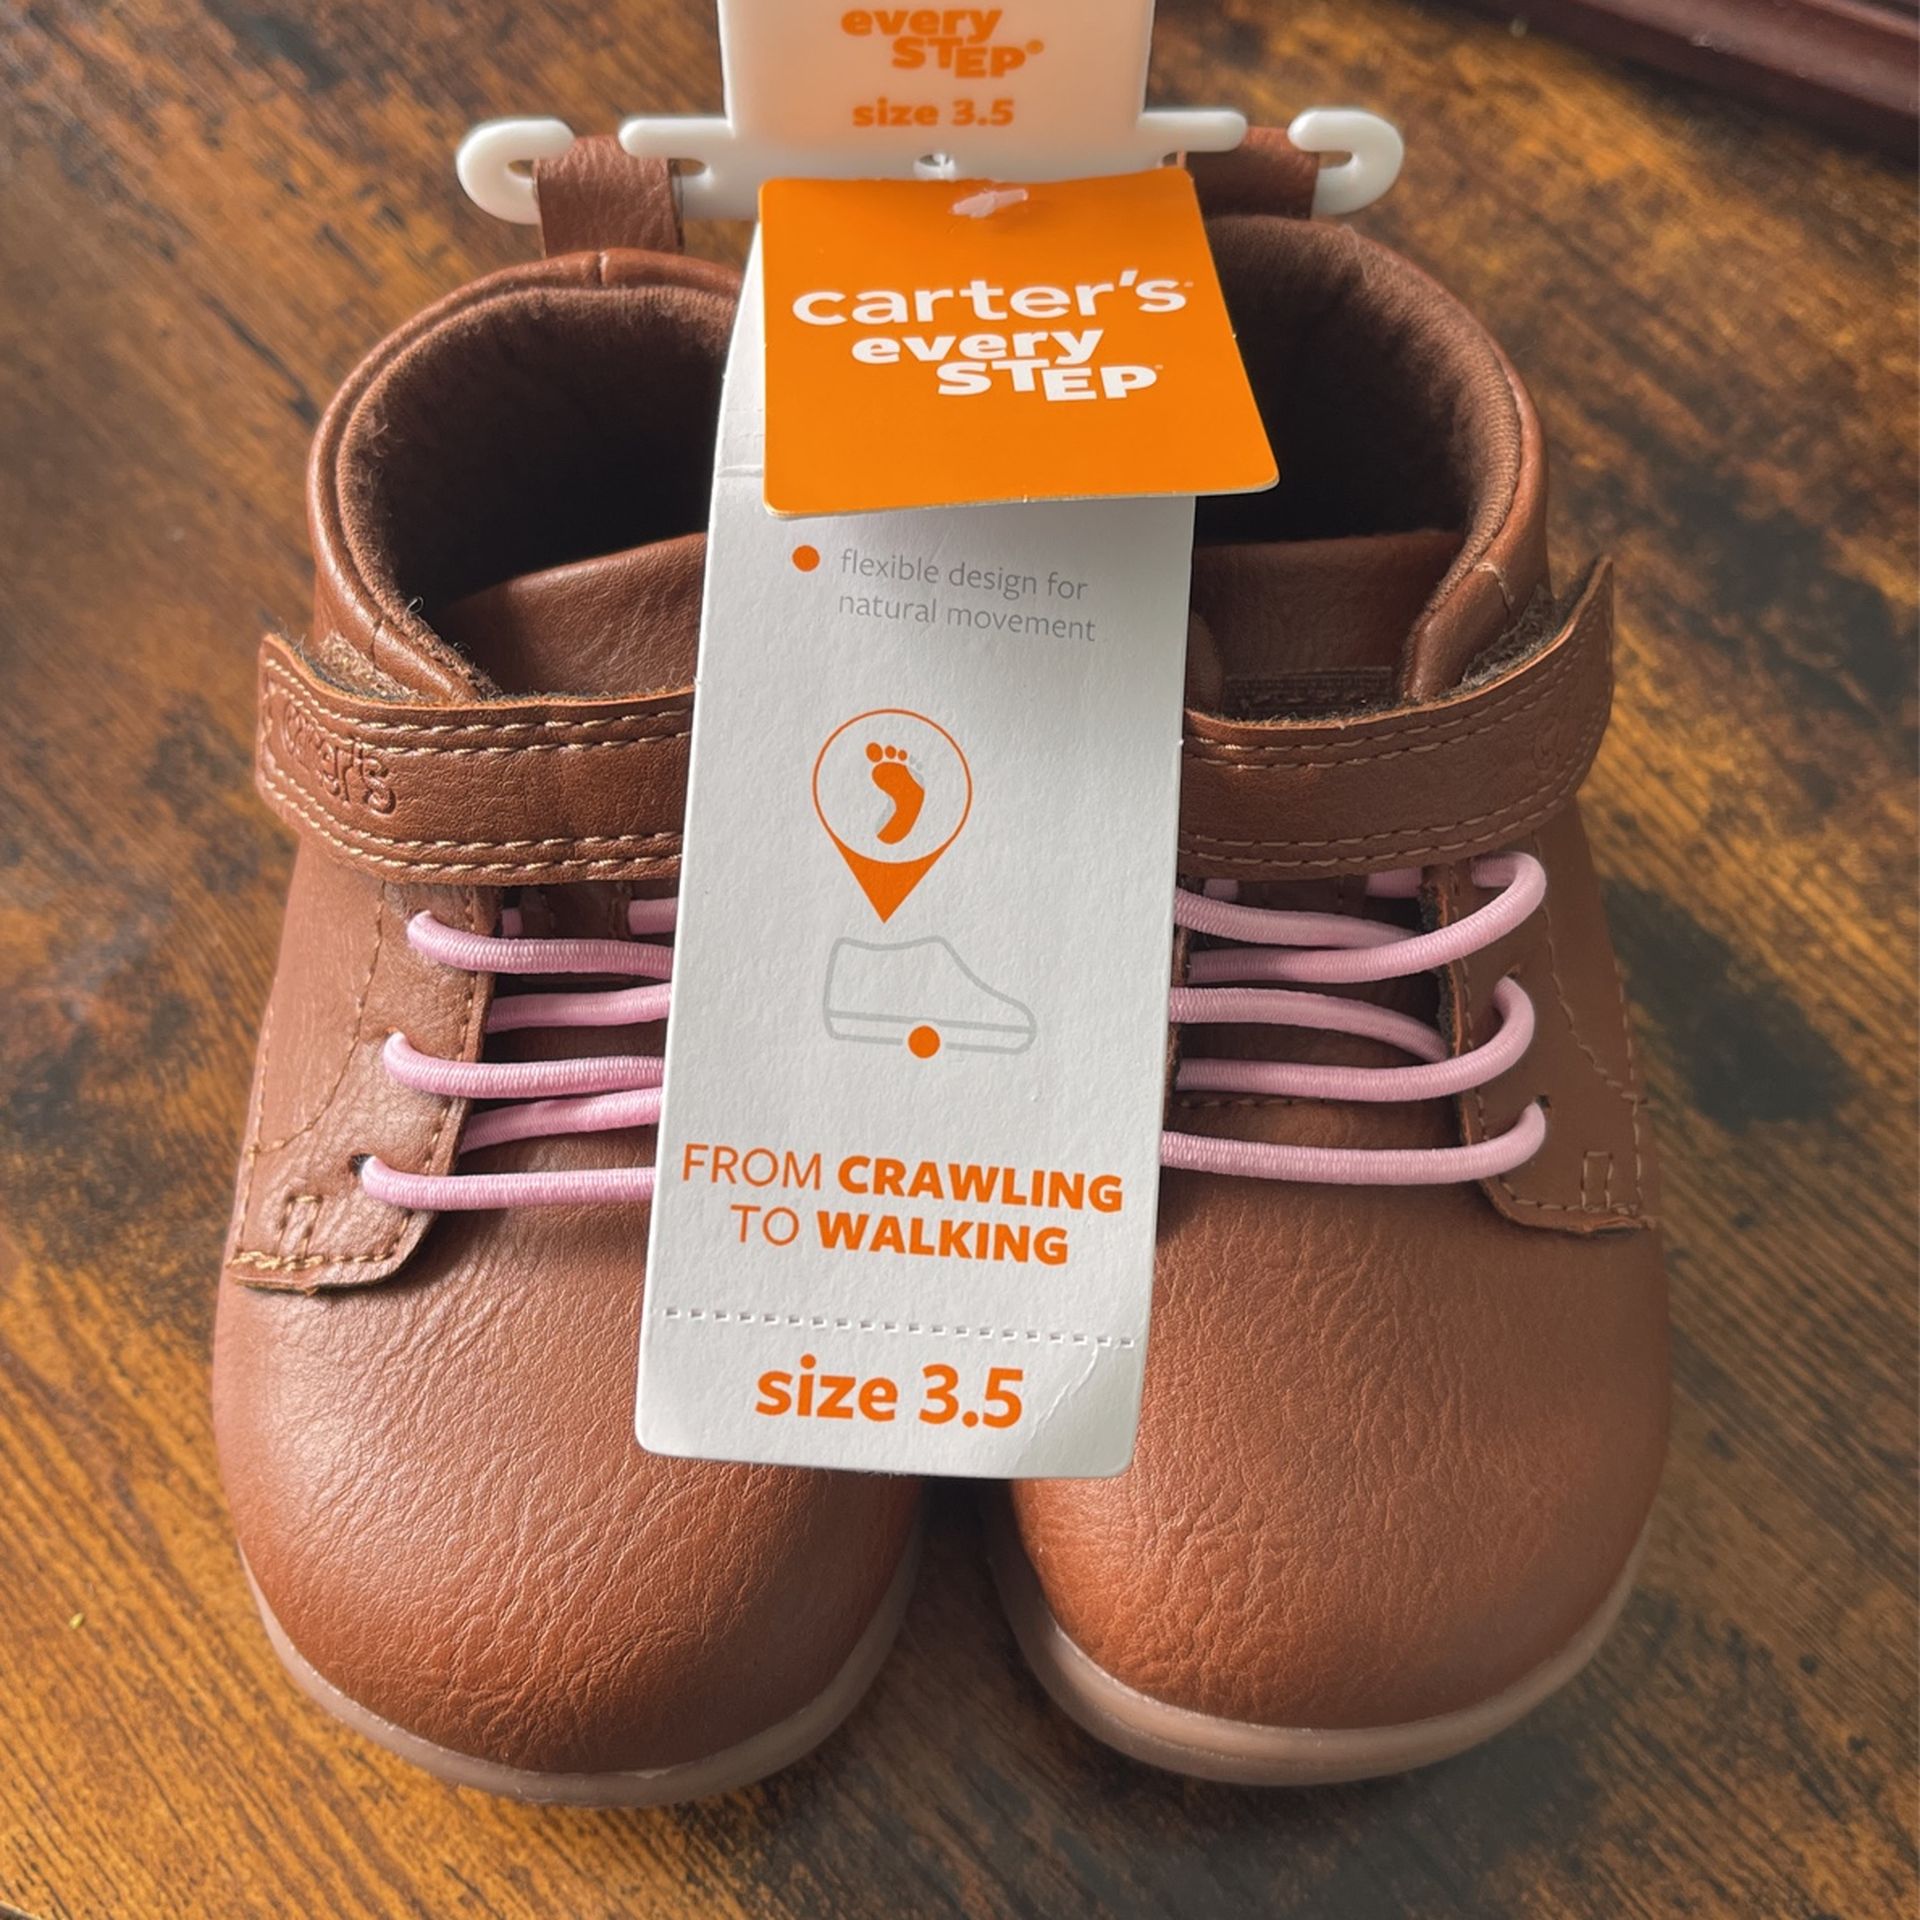 every
STEP®
size 3.5
carter's
every
STEP
flexible design for
natural movement
carter's
FROM CRAWLING
TO WALKING
size 3.5